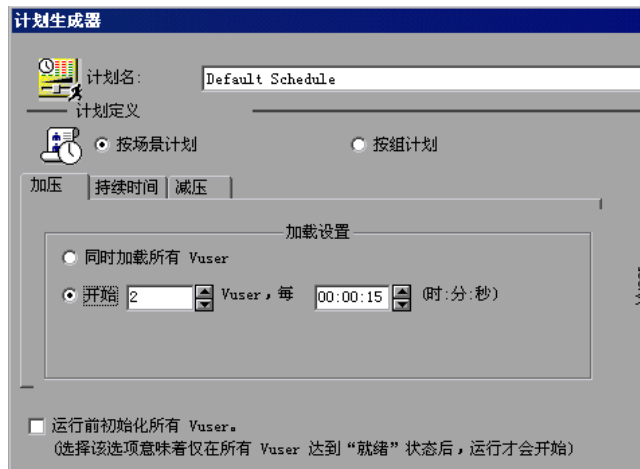 计划生成器
计划名: Default Schedule
计划定义
按场景计划 按组计划
加压 持续时间 减压
加载设置
同时加载所有 Vuser
开始 2 Vuser，每 00:00:15 (时:分:秒)
Vuser
运行前初始化所有 Vuser。
(选择该选项意味着仅在所有 Vuser 达到“就绪”状态后，运行才会开始)